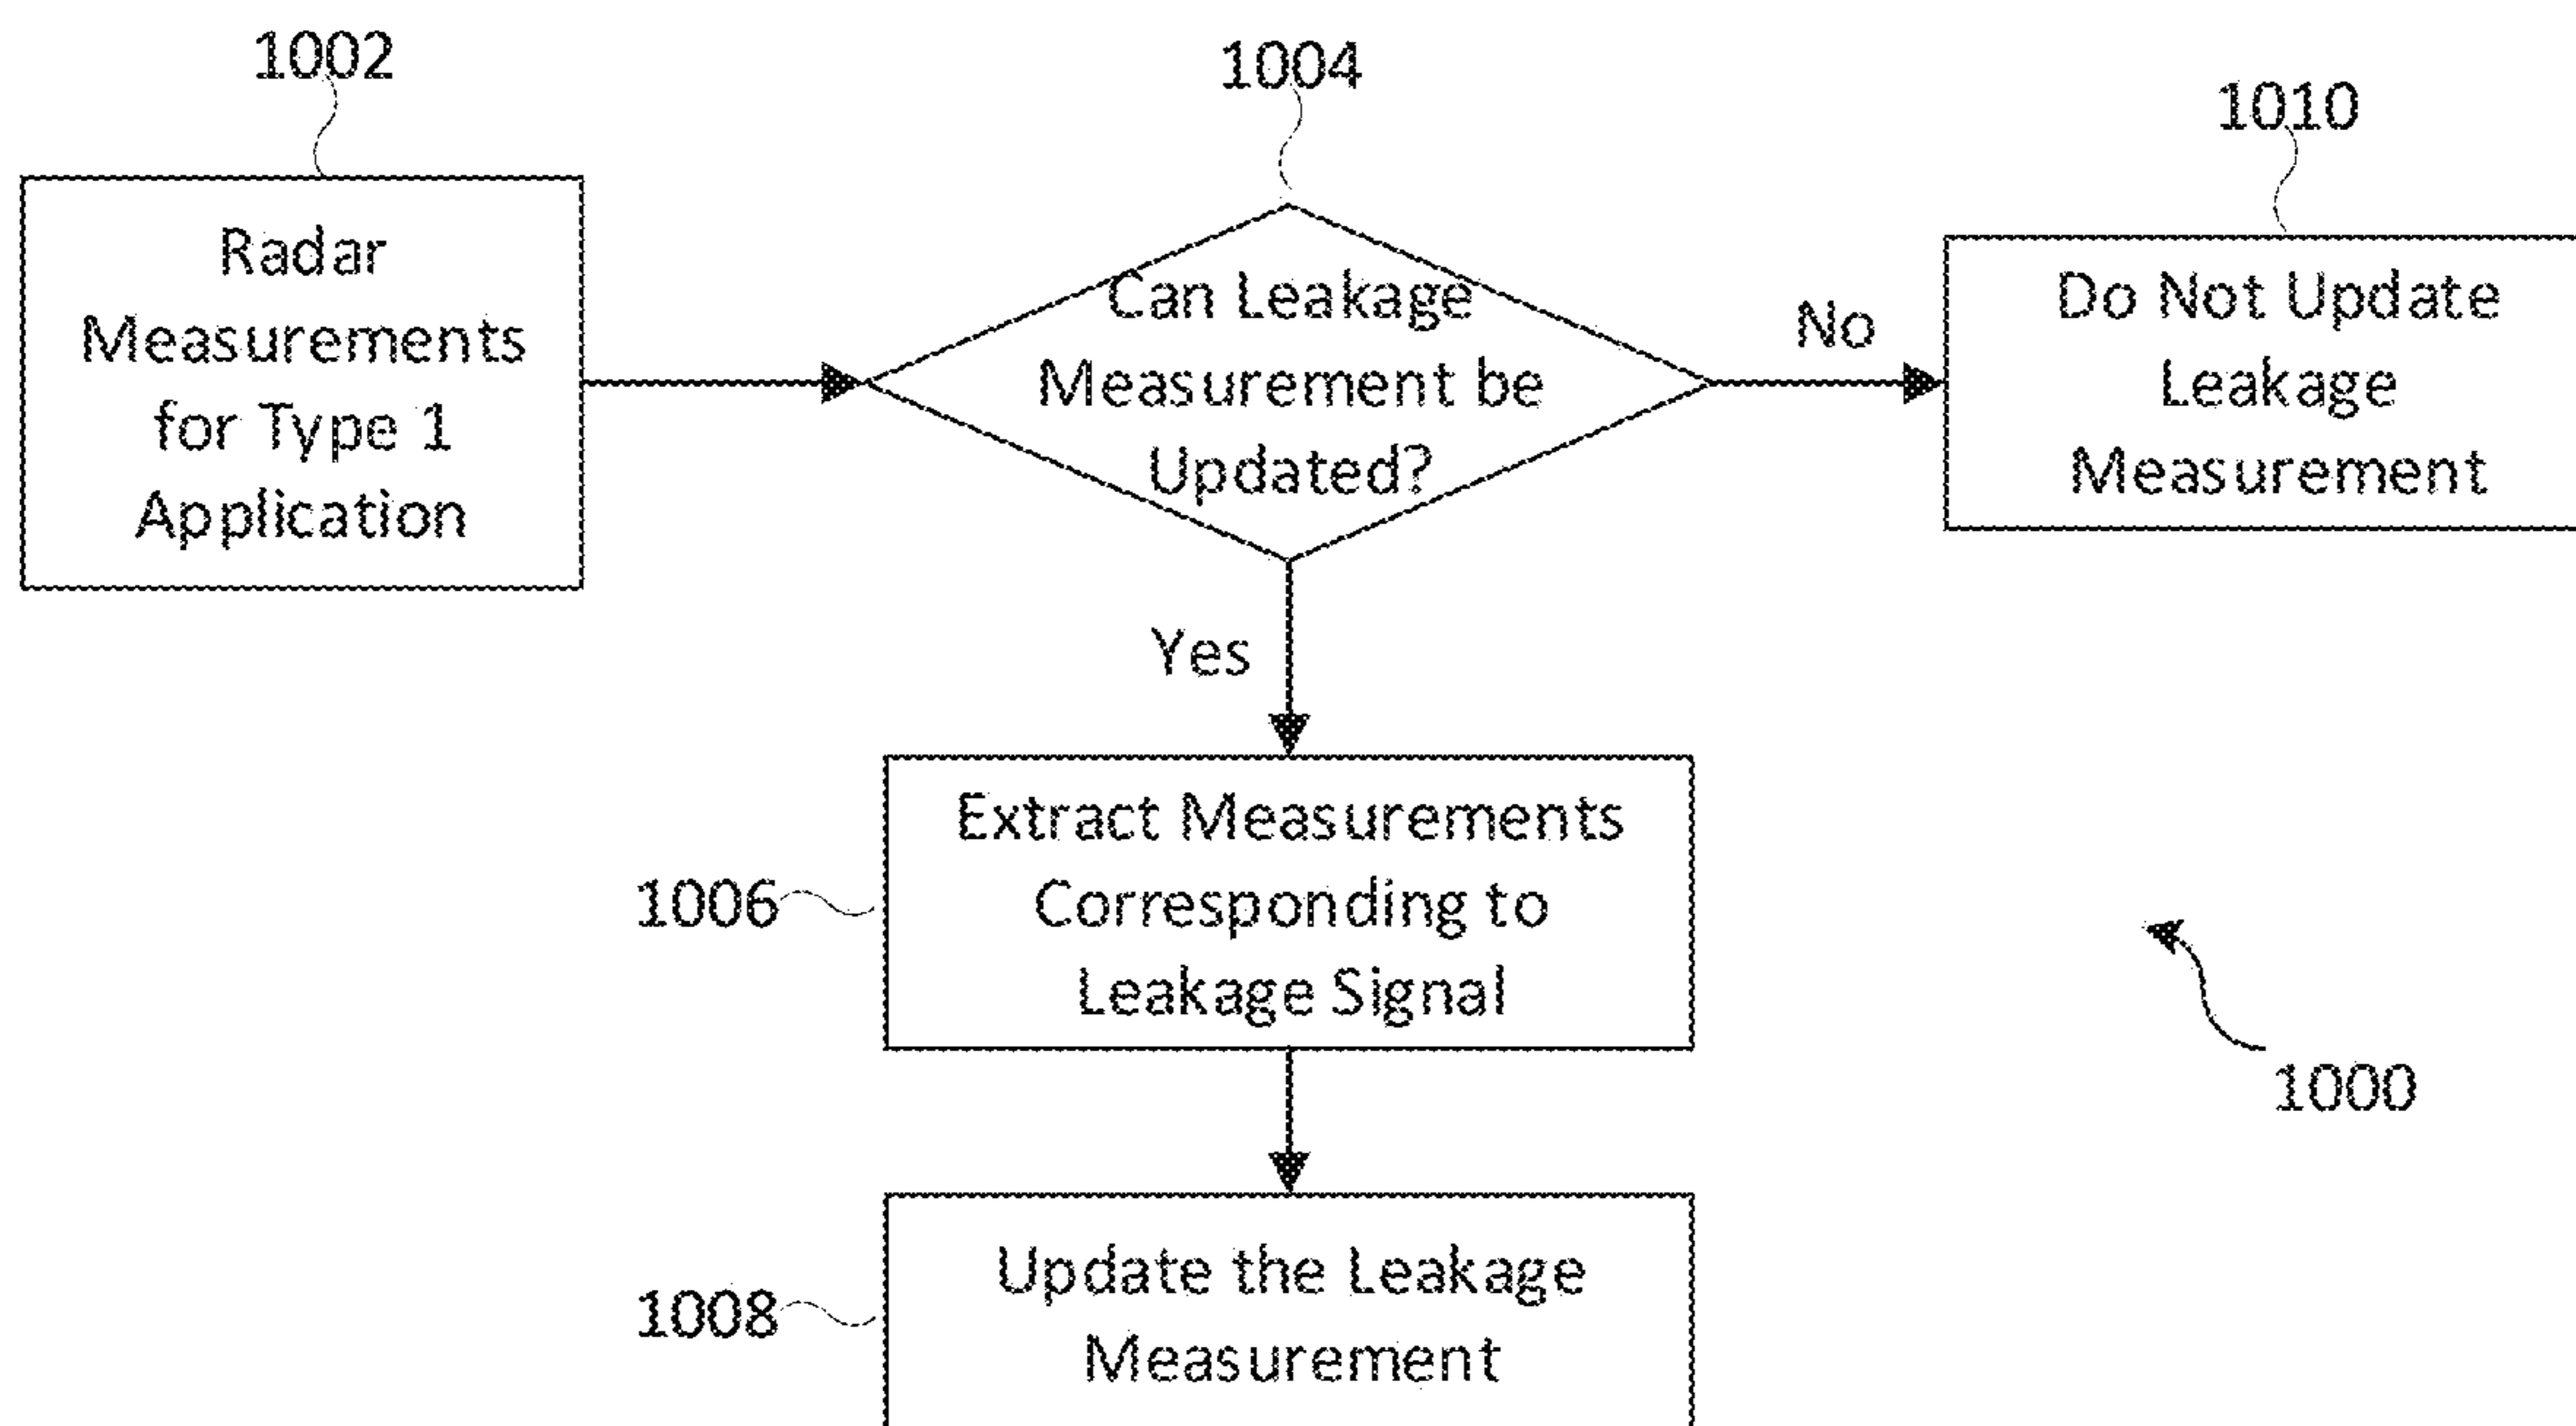 1002
Radar
Measurements
for Type 1
Application
1004
Can Leakage
Measurement be
Updated?
No
1010
Do Not Update
Leakage
Measurement
Yes
1006
Extract Measurements
Corresponding to
Leakage Signal
1008
Update the Leakage
Measurement
1000